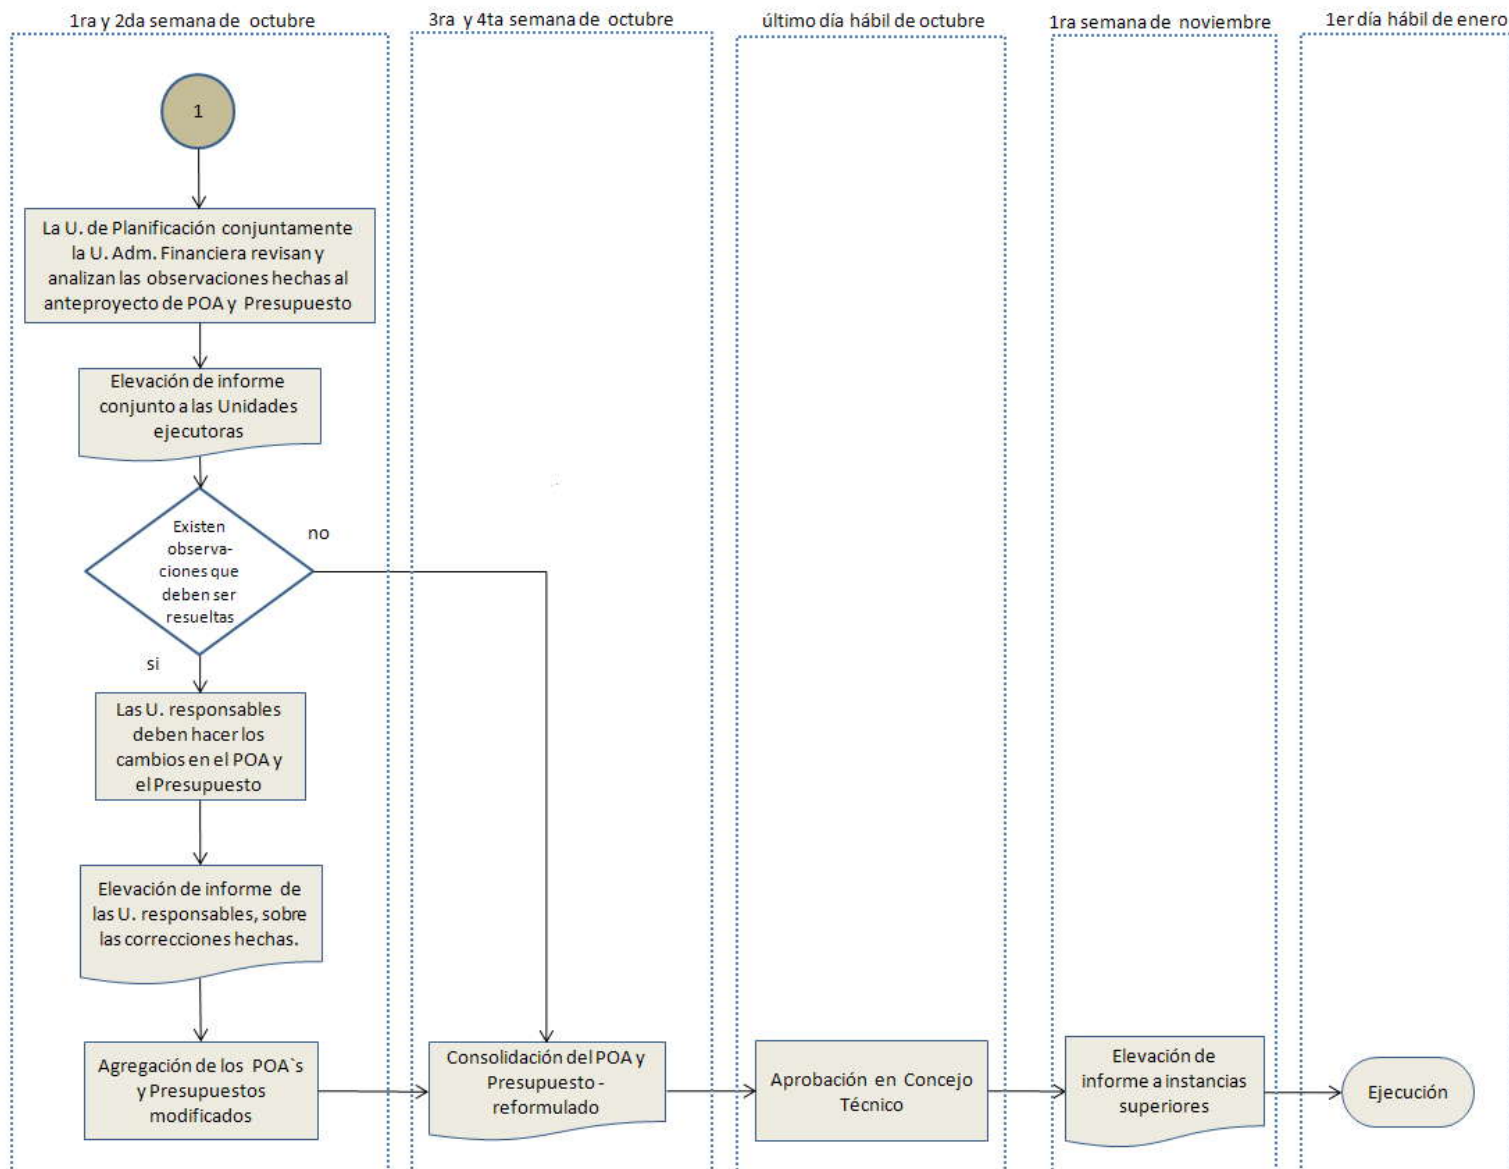 1ra y 2da semana de octubre
3ra y 4ta semana de octubre
último día hábil de octubre
1ra semana de noviembre
1er día hábil de enero
1
La U. de Planificación conjuntamente
la U. Adm. Financiera revisan y
analizan las observaciones hechas al
anteproyecto de POA y Presupuesto
Elevación de informe
conjunto a las Unidades
ejecutoras
Existen
observa-
ciones que
deben ser
resueltas
no
si
Las U. responsables
deben hacer los
cambios en el POA y
el Presupuesto
Elevación de informe de
las U. responsables, sobre
las correcciones hechas.
Agregación de los POA`s
y Presupuestos
modificados
Consolidación del POA y
Presupuesto -
reformulado
Aprobación en Concejo
Técnico
Elevación de
informe a instancias
superiores
Ejecución